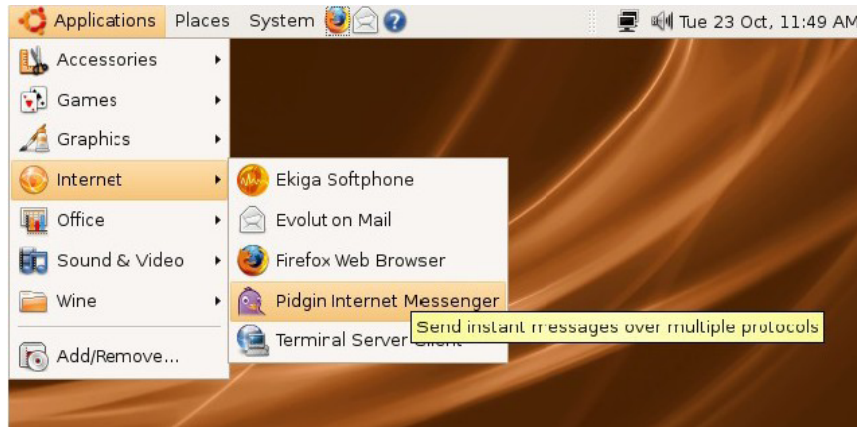 Applications Places System Tue 23 Oct, 11:49 AM
Accessories
Games
Graphics
Internet
Office
Sound & Video
Wine
Add/Remove...
Ekiga Softphone
Evolution Mail
Firefox Web Browser
Pidgin Internet Messenger
Terminal Server Client
Send instant messages over multiple protocols